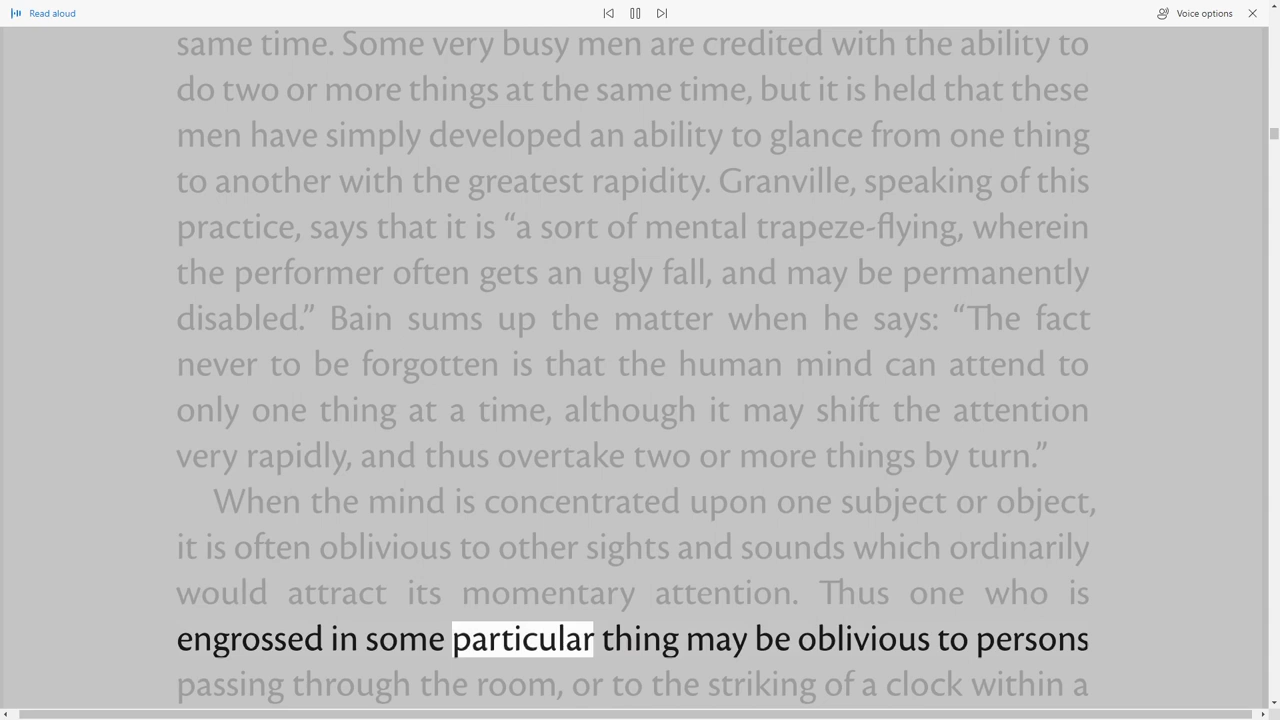 Read aloud
Voice options
same time. Some very busy men are credited with the ability to
do two or more things at the same time, but it is held that these
men have simply developed an ability to glance from one thing
to another with the greatest rapidity. Granville, speaking of this
practice, says that it is “a sort of mental trapeze-flying, wherein
the performer often gets an ugly fall, and may be permanently
disabled.” Bain sums up the matter when he says: “The fact
never to be forgotten is that the human mind can attend to
only one thing at a time, although it may shift the attention
very rapidly, and thus overtake two or more things by turn.”
When the mind is concentrated upon one subject or object,
it is often oblivious to other sights and sounds which ordinarily
would attract its momentary attention. Thus one who is
engrossed in some particular thing may be oblivious to persons
passing through the room, or to the striking of a clock within a